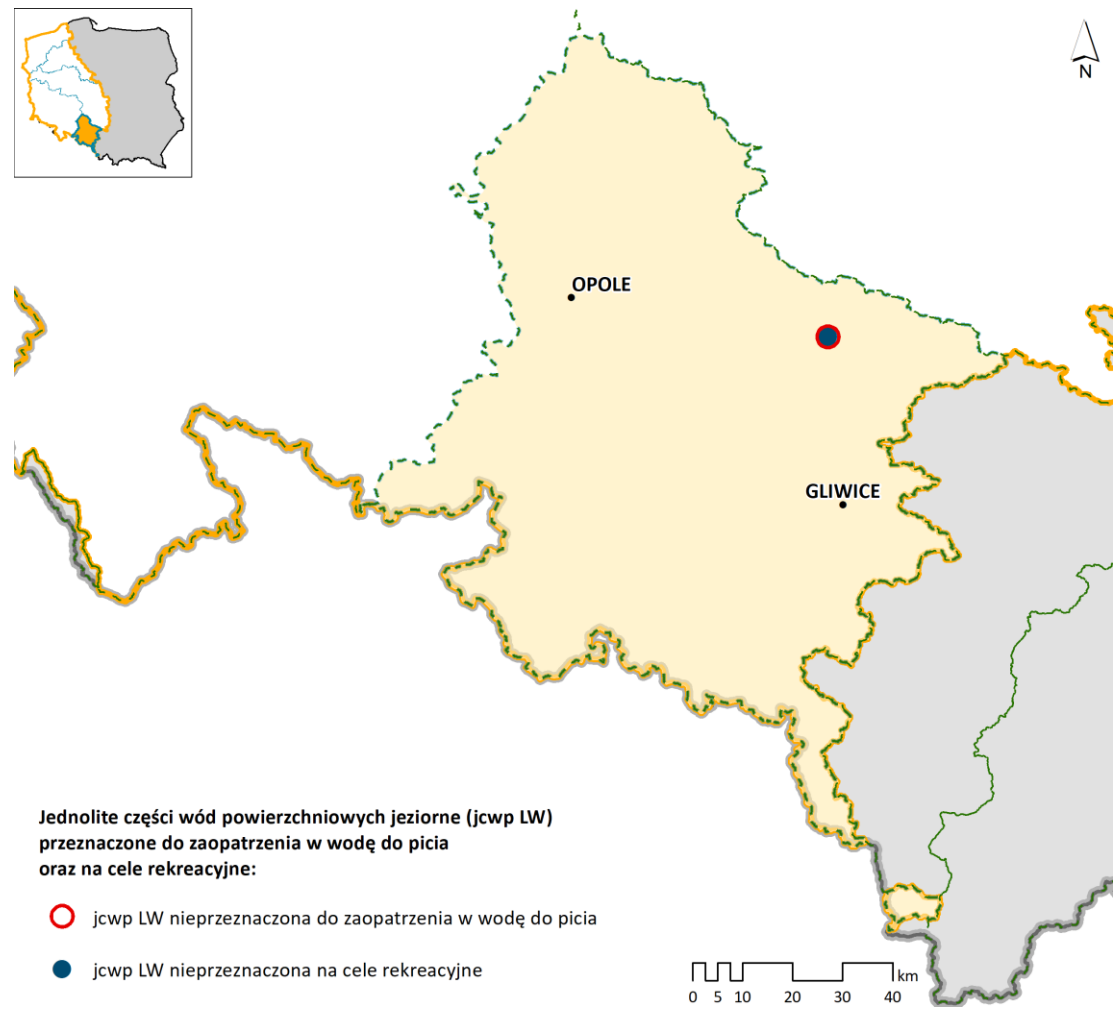 N
OPOLE
GLIWICE
Jednolite części wód powierzchniowych jeziorne (jcwp LW)
przeznaczone do zaopatrzenia w wodę do picia
oraz na cele rekreacyjne:
jcwp LW nieprzeznaczona do zaopatrzenia w wodę do picia
jcwp LW nieprzeznaczona na cele rekreacyjne
km
0 5 10 20 30 40